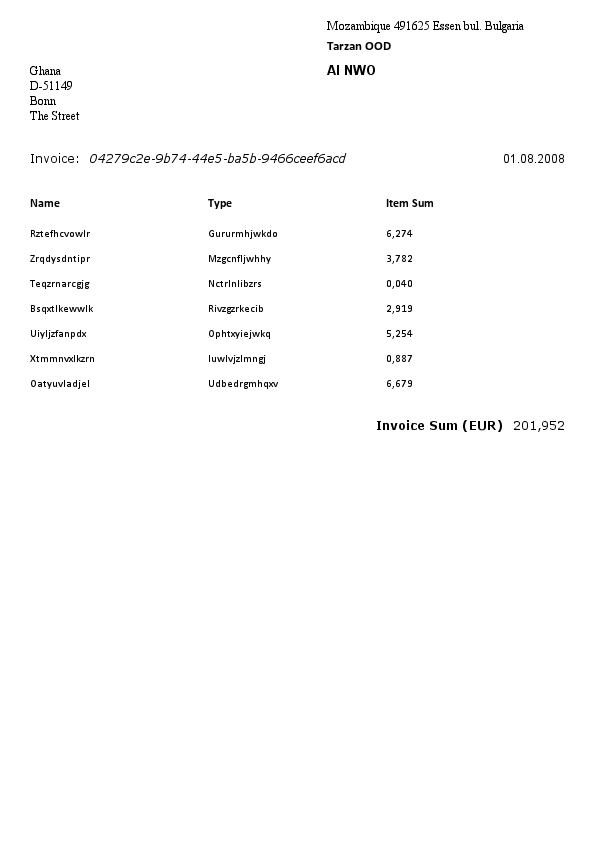 Mozambique 491625 Essen bul. Bulgaria
Tarzan OOD
AI NWO
Ghana
D-51149
Bonn
The Street
Invoice: 04279c2e-9b74-44e5-ba5b-9466ceef6acd 01.08.2008
Name Type Item Sum
Rztefhcvowlr Gururmhjwkdo 6,274
Zrqdysdntipr Mzgcnfljwhhy 3,782
Teqzrnarcgjg Nctrlnlibzrs 0,040
Bsqxtlkewwlk Rivzgzrkecib 2,919
Uiyljzfanpdx Ophtxyiejwkq 5,254
Xtmmnvxlkzrn Iuwlvjzlmngj 0,887
Oatyuvladjel Udbedrgmhqxv 6,679
Invoice Sum (EUR) 201,952